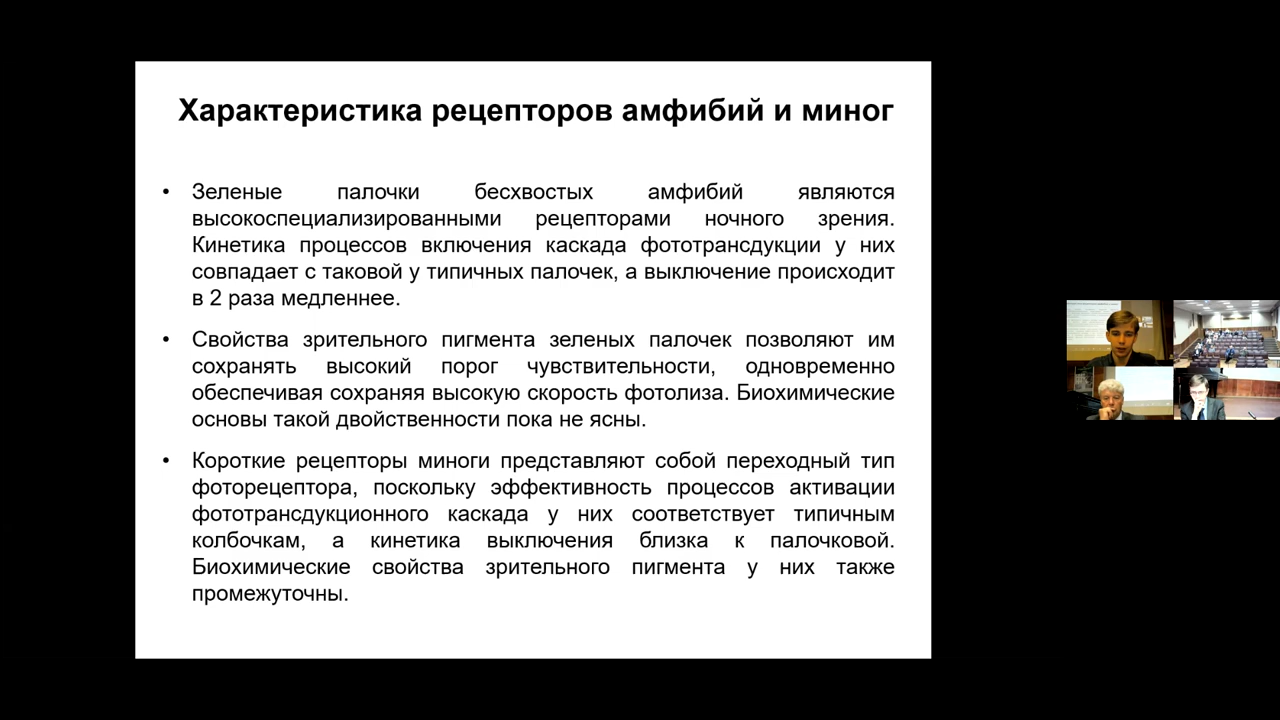 Характеристика рецепторов амфибий и миног
• Зеленые палочки бесхвостых амфибий являются
высокоспециализированными рецепторами ночного зрения.
Кинетика процессов включения каскада фототрансдукции у них
совпадает с таковой у типичных палочек, а выключение происходит
в 2 раза медленнее.
• Свойства зрительного пигмента зеленых палочек позволяют им
сохранять высокий порог чувствительности, одновременно
обеспечивая сохраняя высокую скорость фотолиза. Биохимические
основы такой двойственности пока не ясны.
• Короткие рецепторы миноги представляют собой переходный тип
фоторецептора, поскольку эффективность процессов активации
фототрансдукционного каскада у них соответствует типичным
колбочкам, а кинетика выключения близка к палочковой.
Биохимические свойства зрительного пигмента у них также
промежуточны.